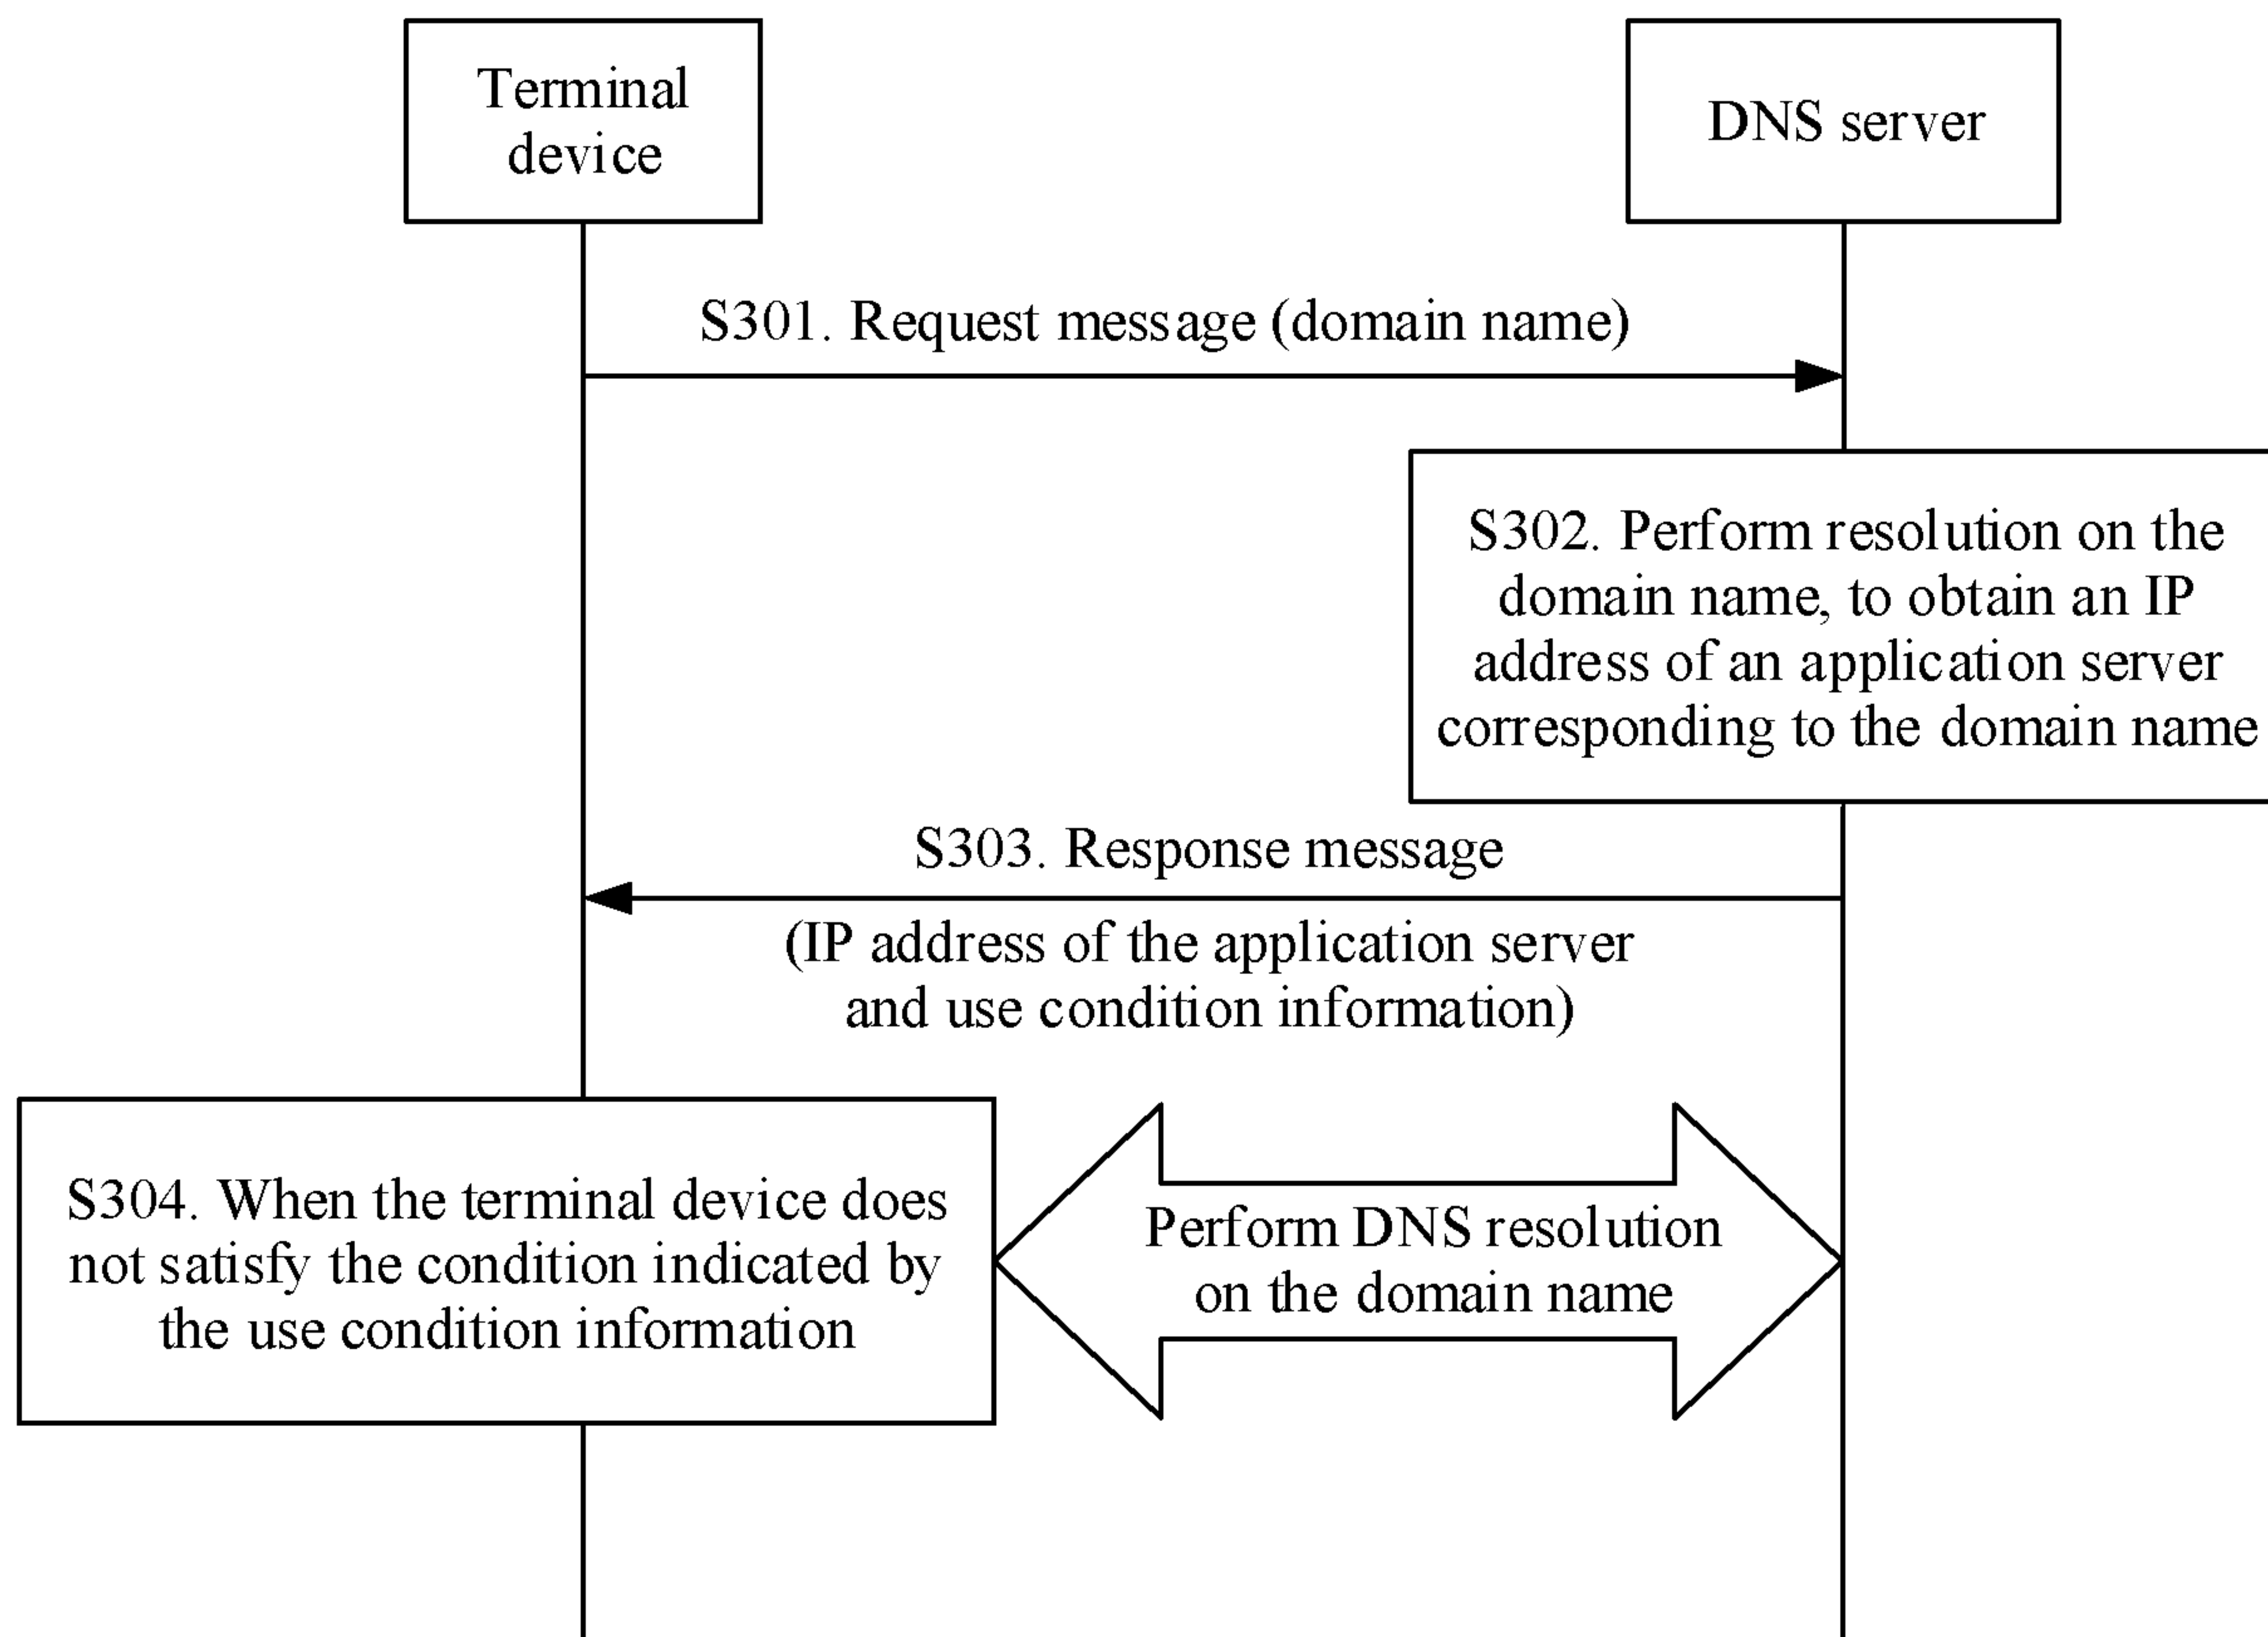 Terminal
device
DNS server
S301. Request message (domain name)
S302. Perform resolution on the
domain name, to obtain an IP
address of an application server
corresponding to the domain name
S303. Response message
(IP address of the application server
and use condition information)
S304. When the terminal device does
not satisfy the condition indicated by
the use condition information
Perform DNS resolution
on the domain name